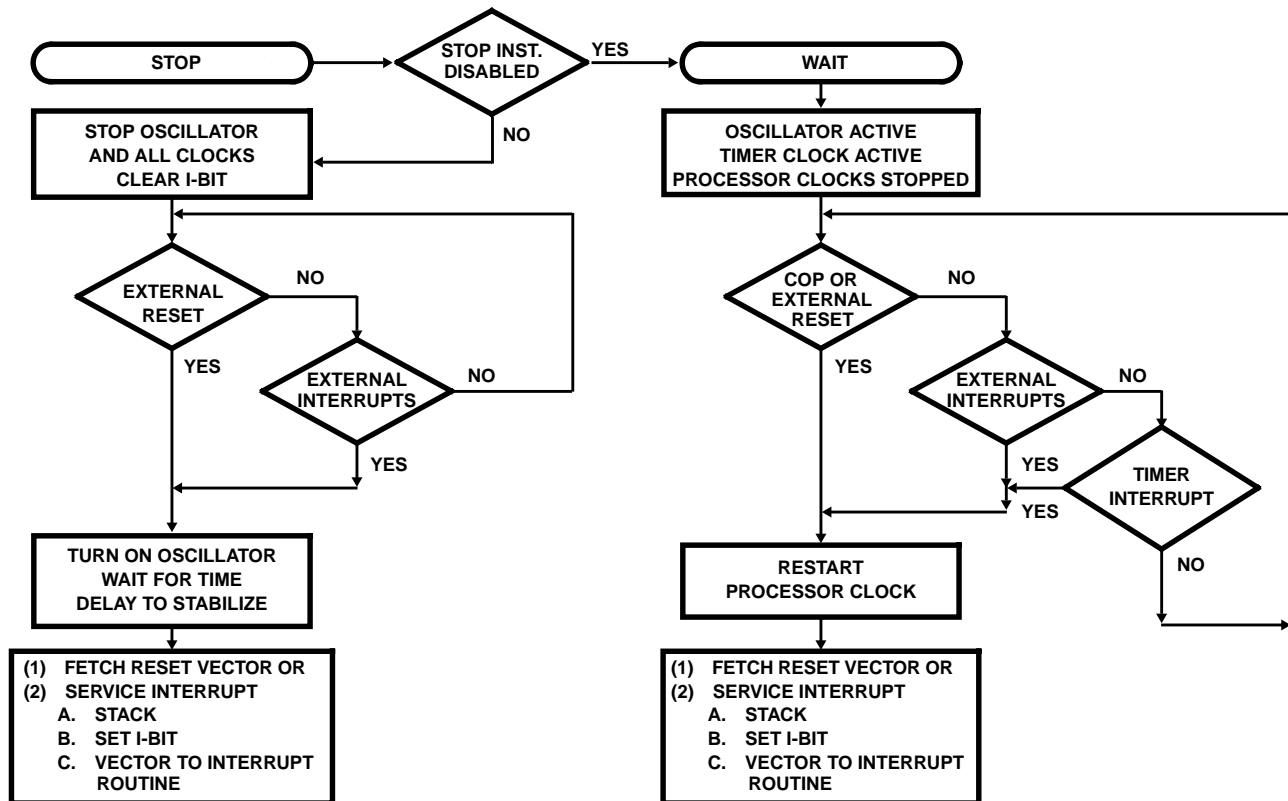 STOP
STOP INST.
DISABLED
YES
WAIT
NO
STOP OSCILLATOR
AND ALL CLOCKS
CLEAR I-BIT
EXTERNAL
RESET
NO
YES
EXTERNAL
INTERRUPTS
NO
YES
TURN ON OSCILLATOR
WAIT FOR TIME
DELAY TO STABILIZE
(1) FETCH RESET VECTOR OR
(2) SERVICE INTERRUPT
A. STACK
B. SET I-BIT
C. VECTOR TO INTERRUPT
ROUTINE
OSCILLATOR ACTIVE
TIMER CLOCK ACTIVE
PROCESSOR CLOCKS STOPPED
COP OR
EXTERNAL
RESET
NO
YES
EXTERNAL
INTERRUPTS
NO
YES
TIMER
INTERRUPT
YES
NO
RESTART
PROCESSOR CLOCK
(1) FETCH RESET VECTOR OR
(2) SERVICE INTERRUPT
A. STACK
B. SET I-BIT
C. VECTOR TO INTERRUPT
ROUTINE